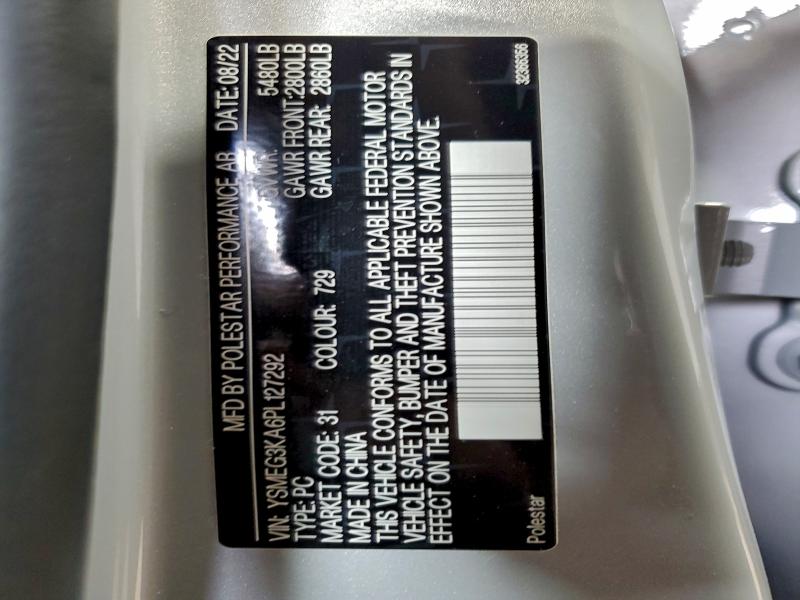 MFD BY POLESTAR PERFORMANCE AB DATE: 08/22
VIN: YSMEG3KA6PL127292 GVWR: 5480LB
TYPE: PC GAWR FRONT: 2800LB
MARKET CODE: 31 COLOUR: 729 GAWR REAR: 2860LB
MADE IN CHINA
THIS VEHICLE CONFORMS TO ALL APPLICABLE FEDERAL MOTOR
VEHICLE SAFETY, BUMPER AND THEFT PREVENTION STANDARDS IN
EFFECT ON THE DATE OF MANUFACTURE SHOWN ABOVE.
Polestar 32366356